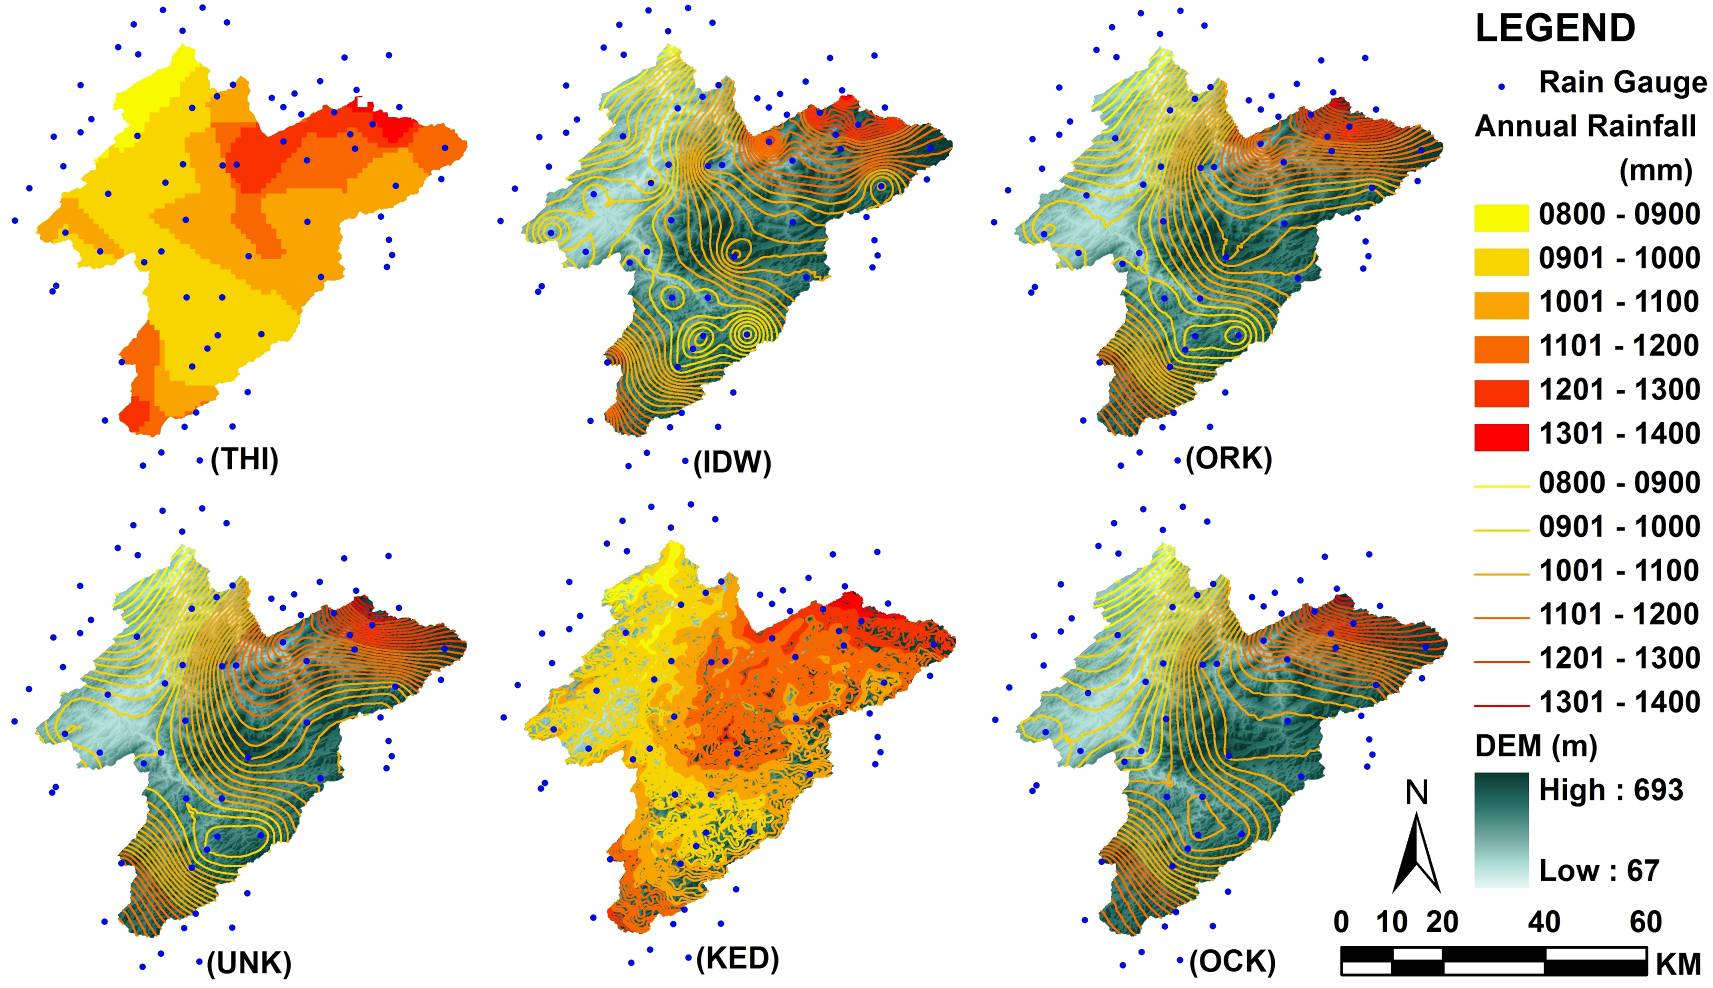 (THI)
(IDW)
(ORK)
(UNK)
(KED)
(OCK)
LEGEND
Rain Gauge
Annual Rainfall
(mm)
0800 - 0900
0901 - 1000
1001 - 1100
1101 - 1200
1201 - 1300
1301 - 1400
0800 - 0900
0901 - 1000
1001 - 1100
1101 - 1200
1201 - 1300
1301 - 1400
DEM (m)
High : 693
Low : 67
N
0 10 20 40 60
KM